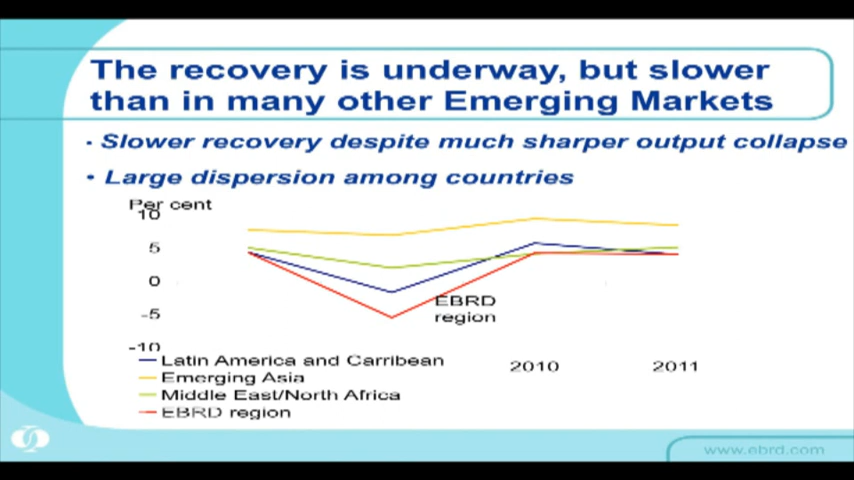 The recovery is underway, but slower
than in many other Emerging Markets
· Slower recovery despite much sharper output collapse
• Large dispersion among countries
Per cent
10
5
0
-5
-10
EBRD
region
2010
2011
Latin America and Carribean
Emerging Asia
Middle East/North Africa
EBRD region
www.ebrd.com